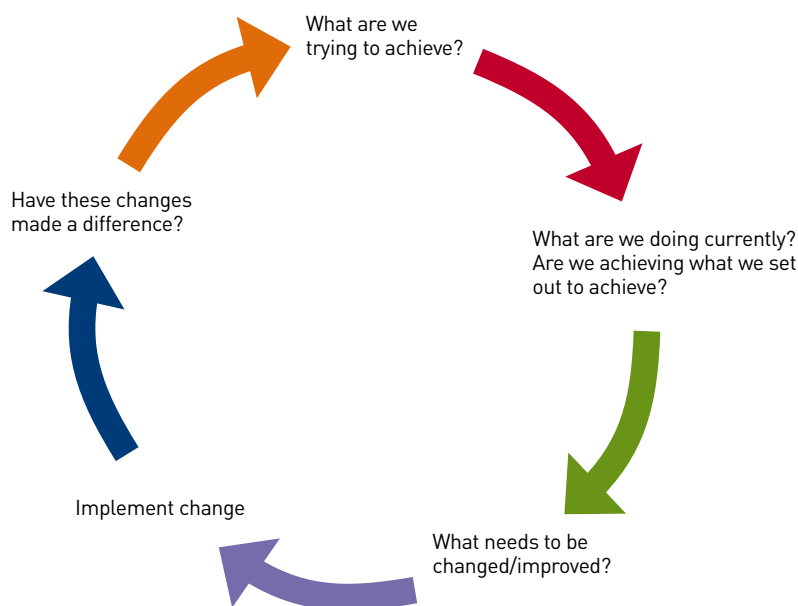 What are we
trying to achieve?
What are we doing currently?
Are we achieving what we set
out to achieve?
What needs to be
changed/improved?
Implement change
Have these changes
made a difference?